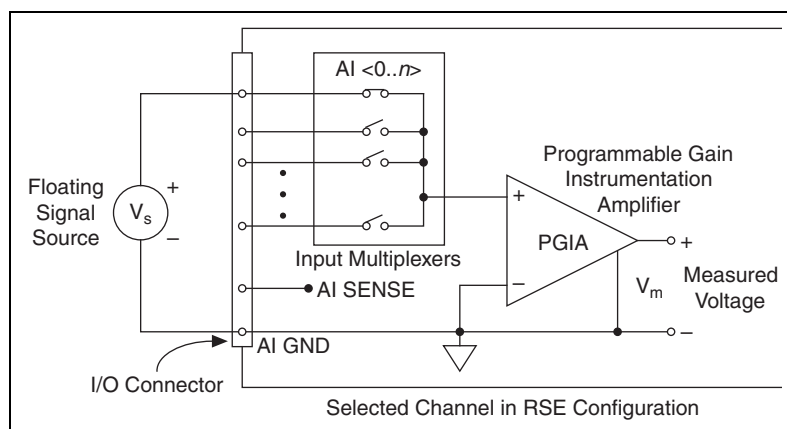 AI <0..n>
Floating
Signal
Source
+
Vs
–
Programmable Gain
Instrumentation
Amplifier
+
PGIA
–
+
Vm
Measured
Voltage
–
Input Multiplexers
AI SENSE
AI GND
I/O Connector
Selected Channel in RSE Configuration